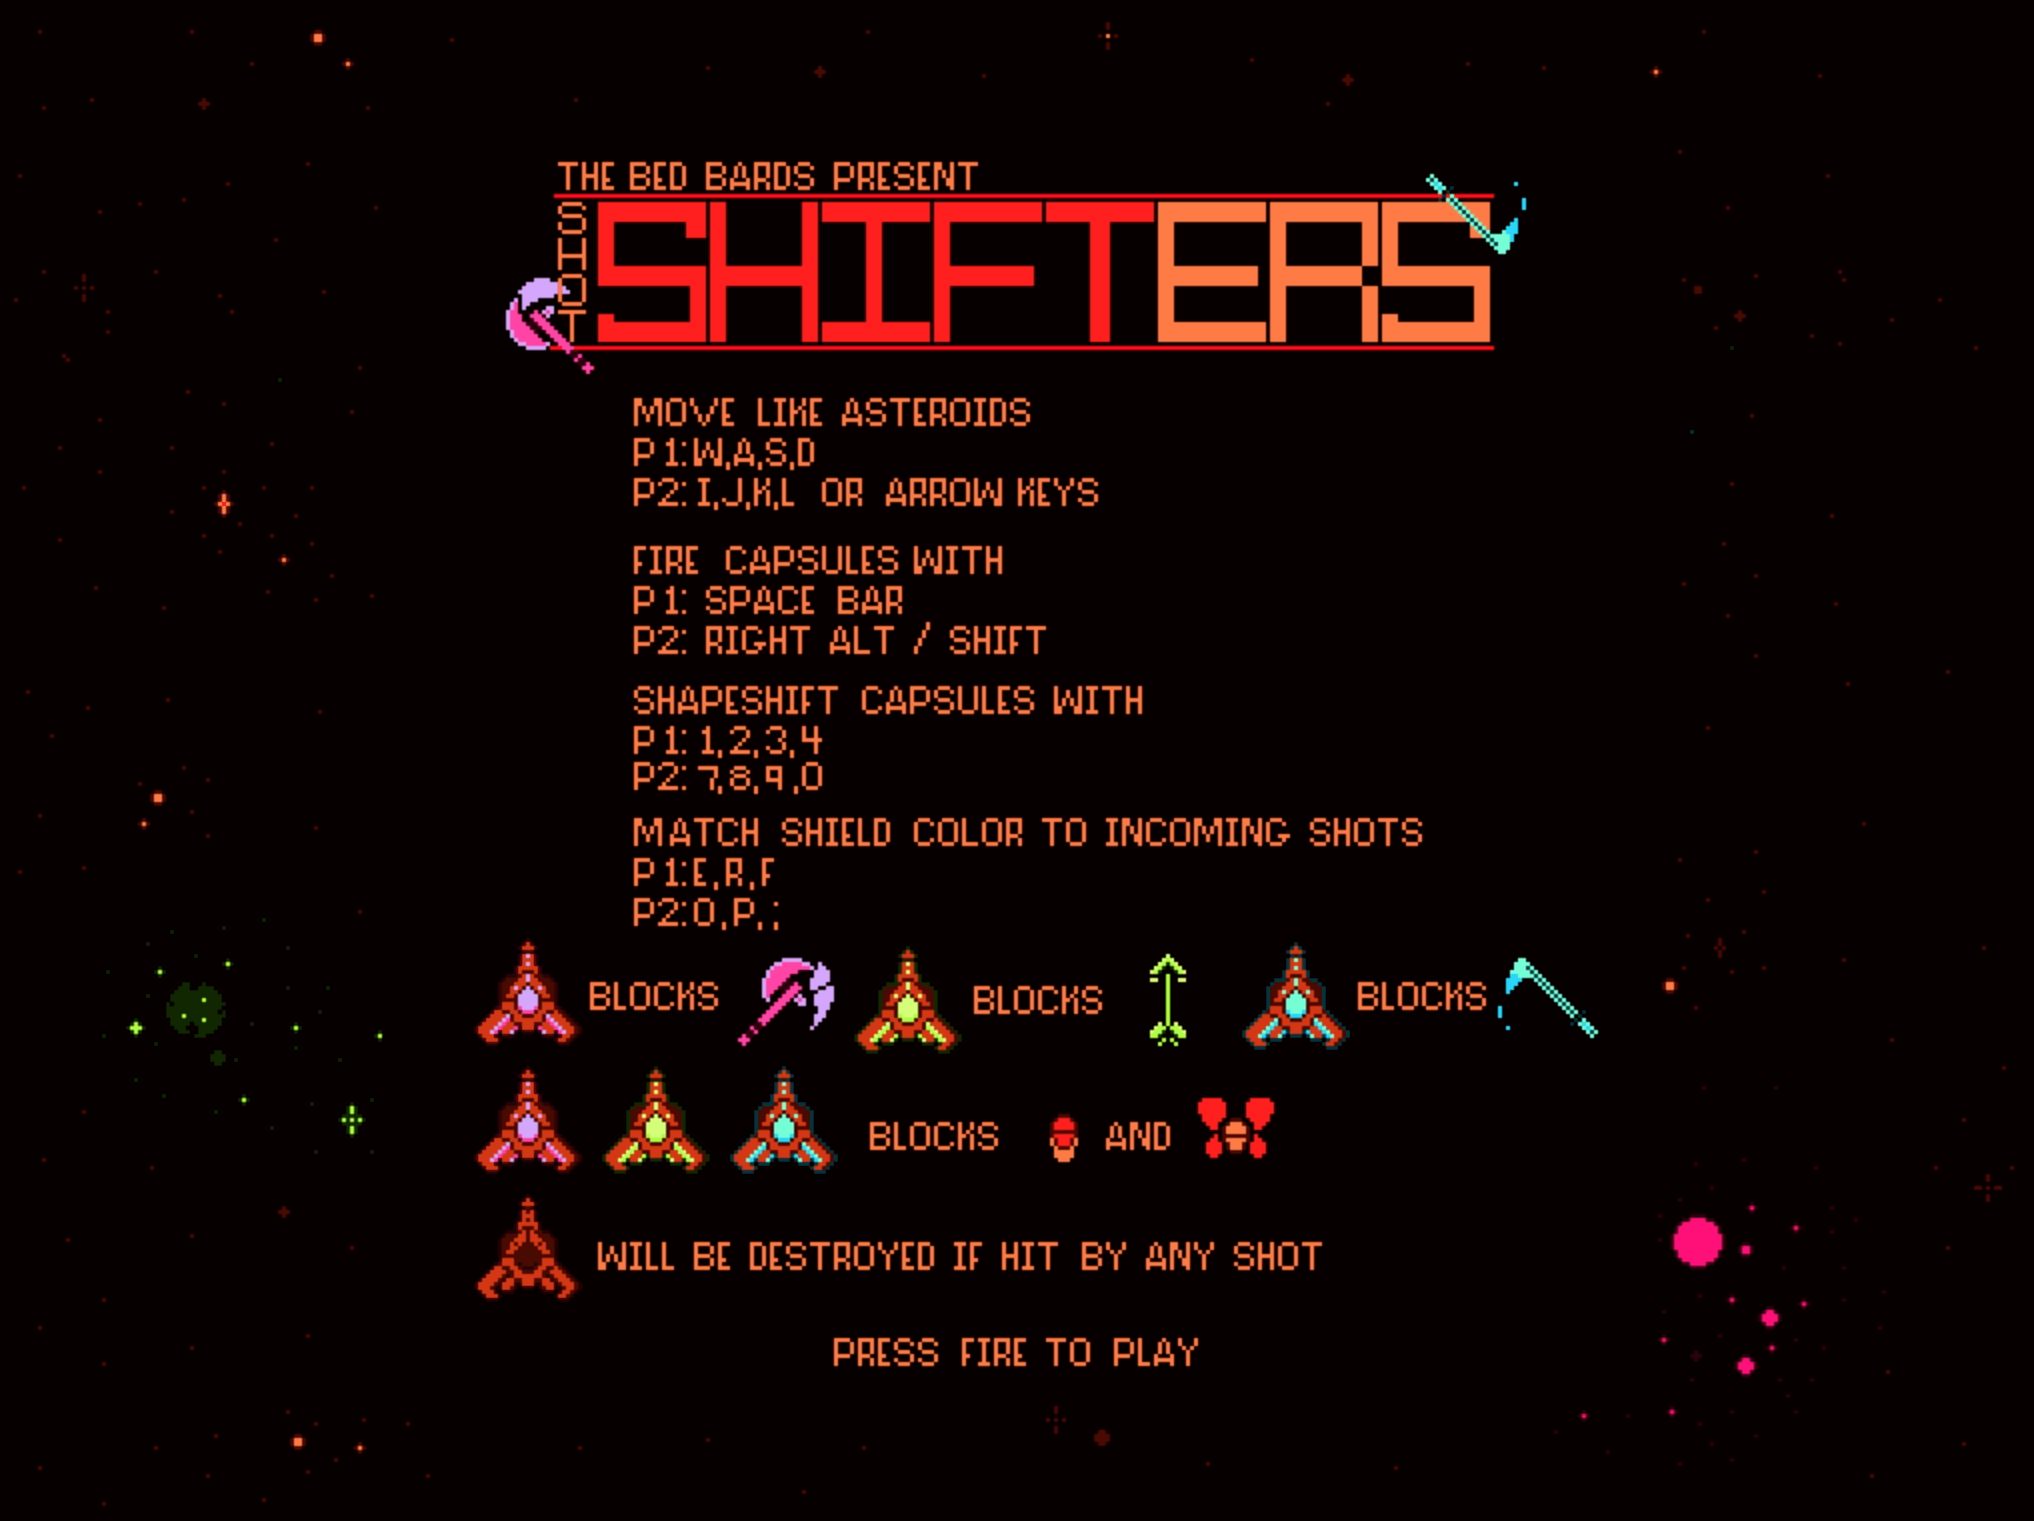 THE BED BARDS PRESENT
SHOT
SHIFTERS
MOVE LIKE ASTEROIDS
P1:W,A,S,D
P2:I,J,K,L OR ARROW KEYS
FIRE CAPSULES WITH
P1: SPACE BAR
P2: RIGHT ALT / SHIFT
SHAPESHIFT CAPSULES WITH
P1:1,2,3,4
P2:7,8,9,0
MATCH SHIELD COLOR TO INCOMING SHOTS
P1:E,R,F
P2:O,P,;
BLOCKS BLOCKS BLOCKS
BLOCKS AND
WILL BE DESTROYED IF HIT BY ANY SHOT
PRESS FIRE TO PLAY